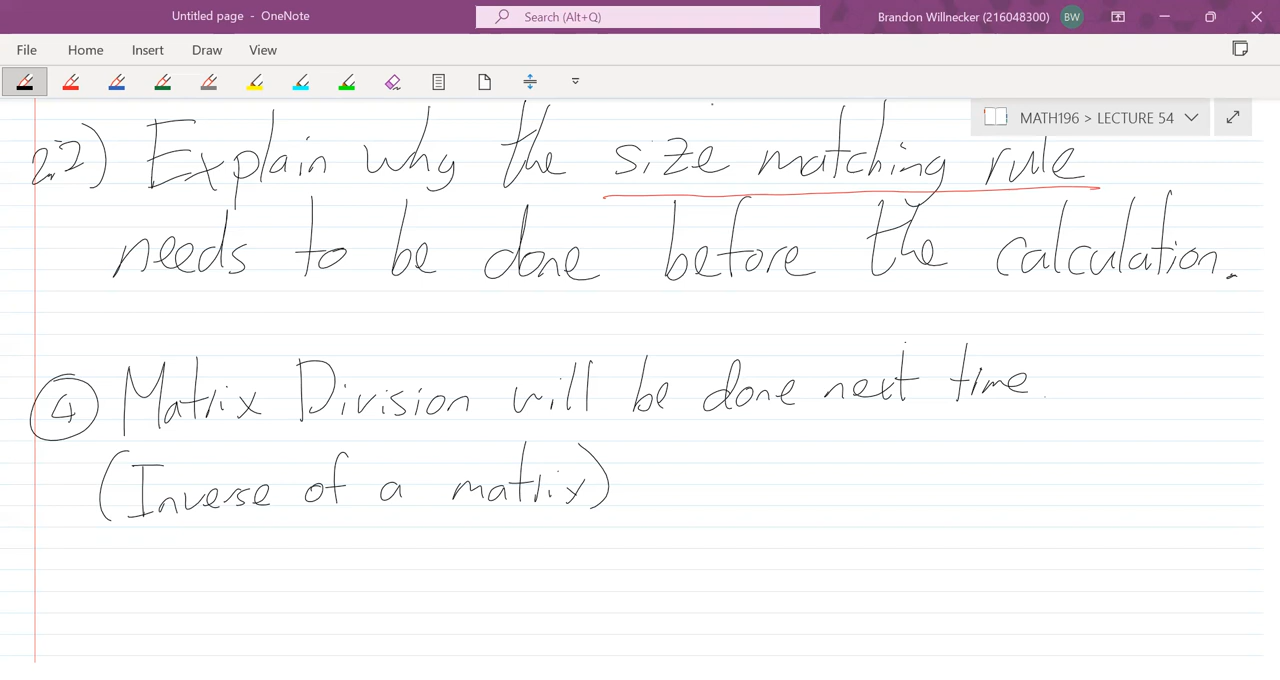 Untitled page - OneNote
Search (Alt+Q)
Brandon Willnecker (216048300)
BW
File
Home
Insert
Draw
View
MATH196 > LECTURE 54
2.2) Explain why the size matching rule
needs to be done before the calculation.
④ Matrix Division will be done next time.
(Inverse of a matrix)